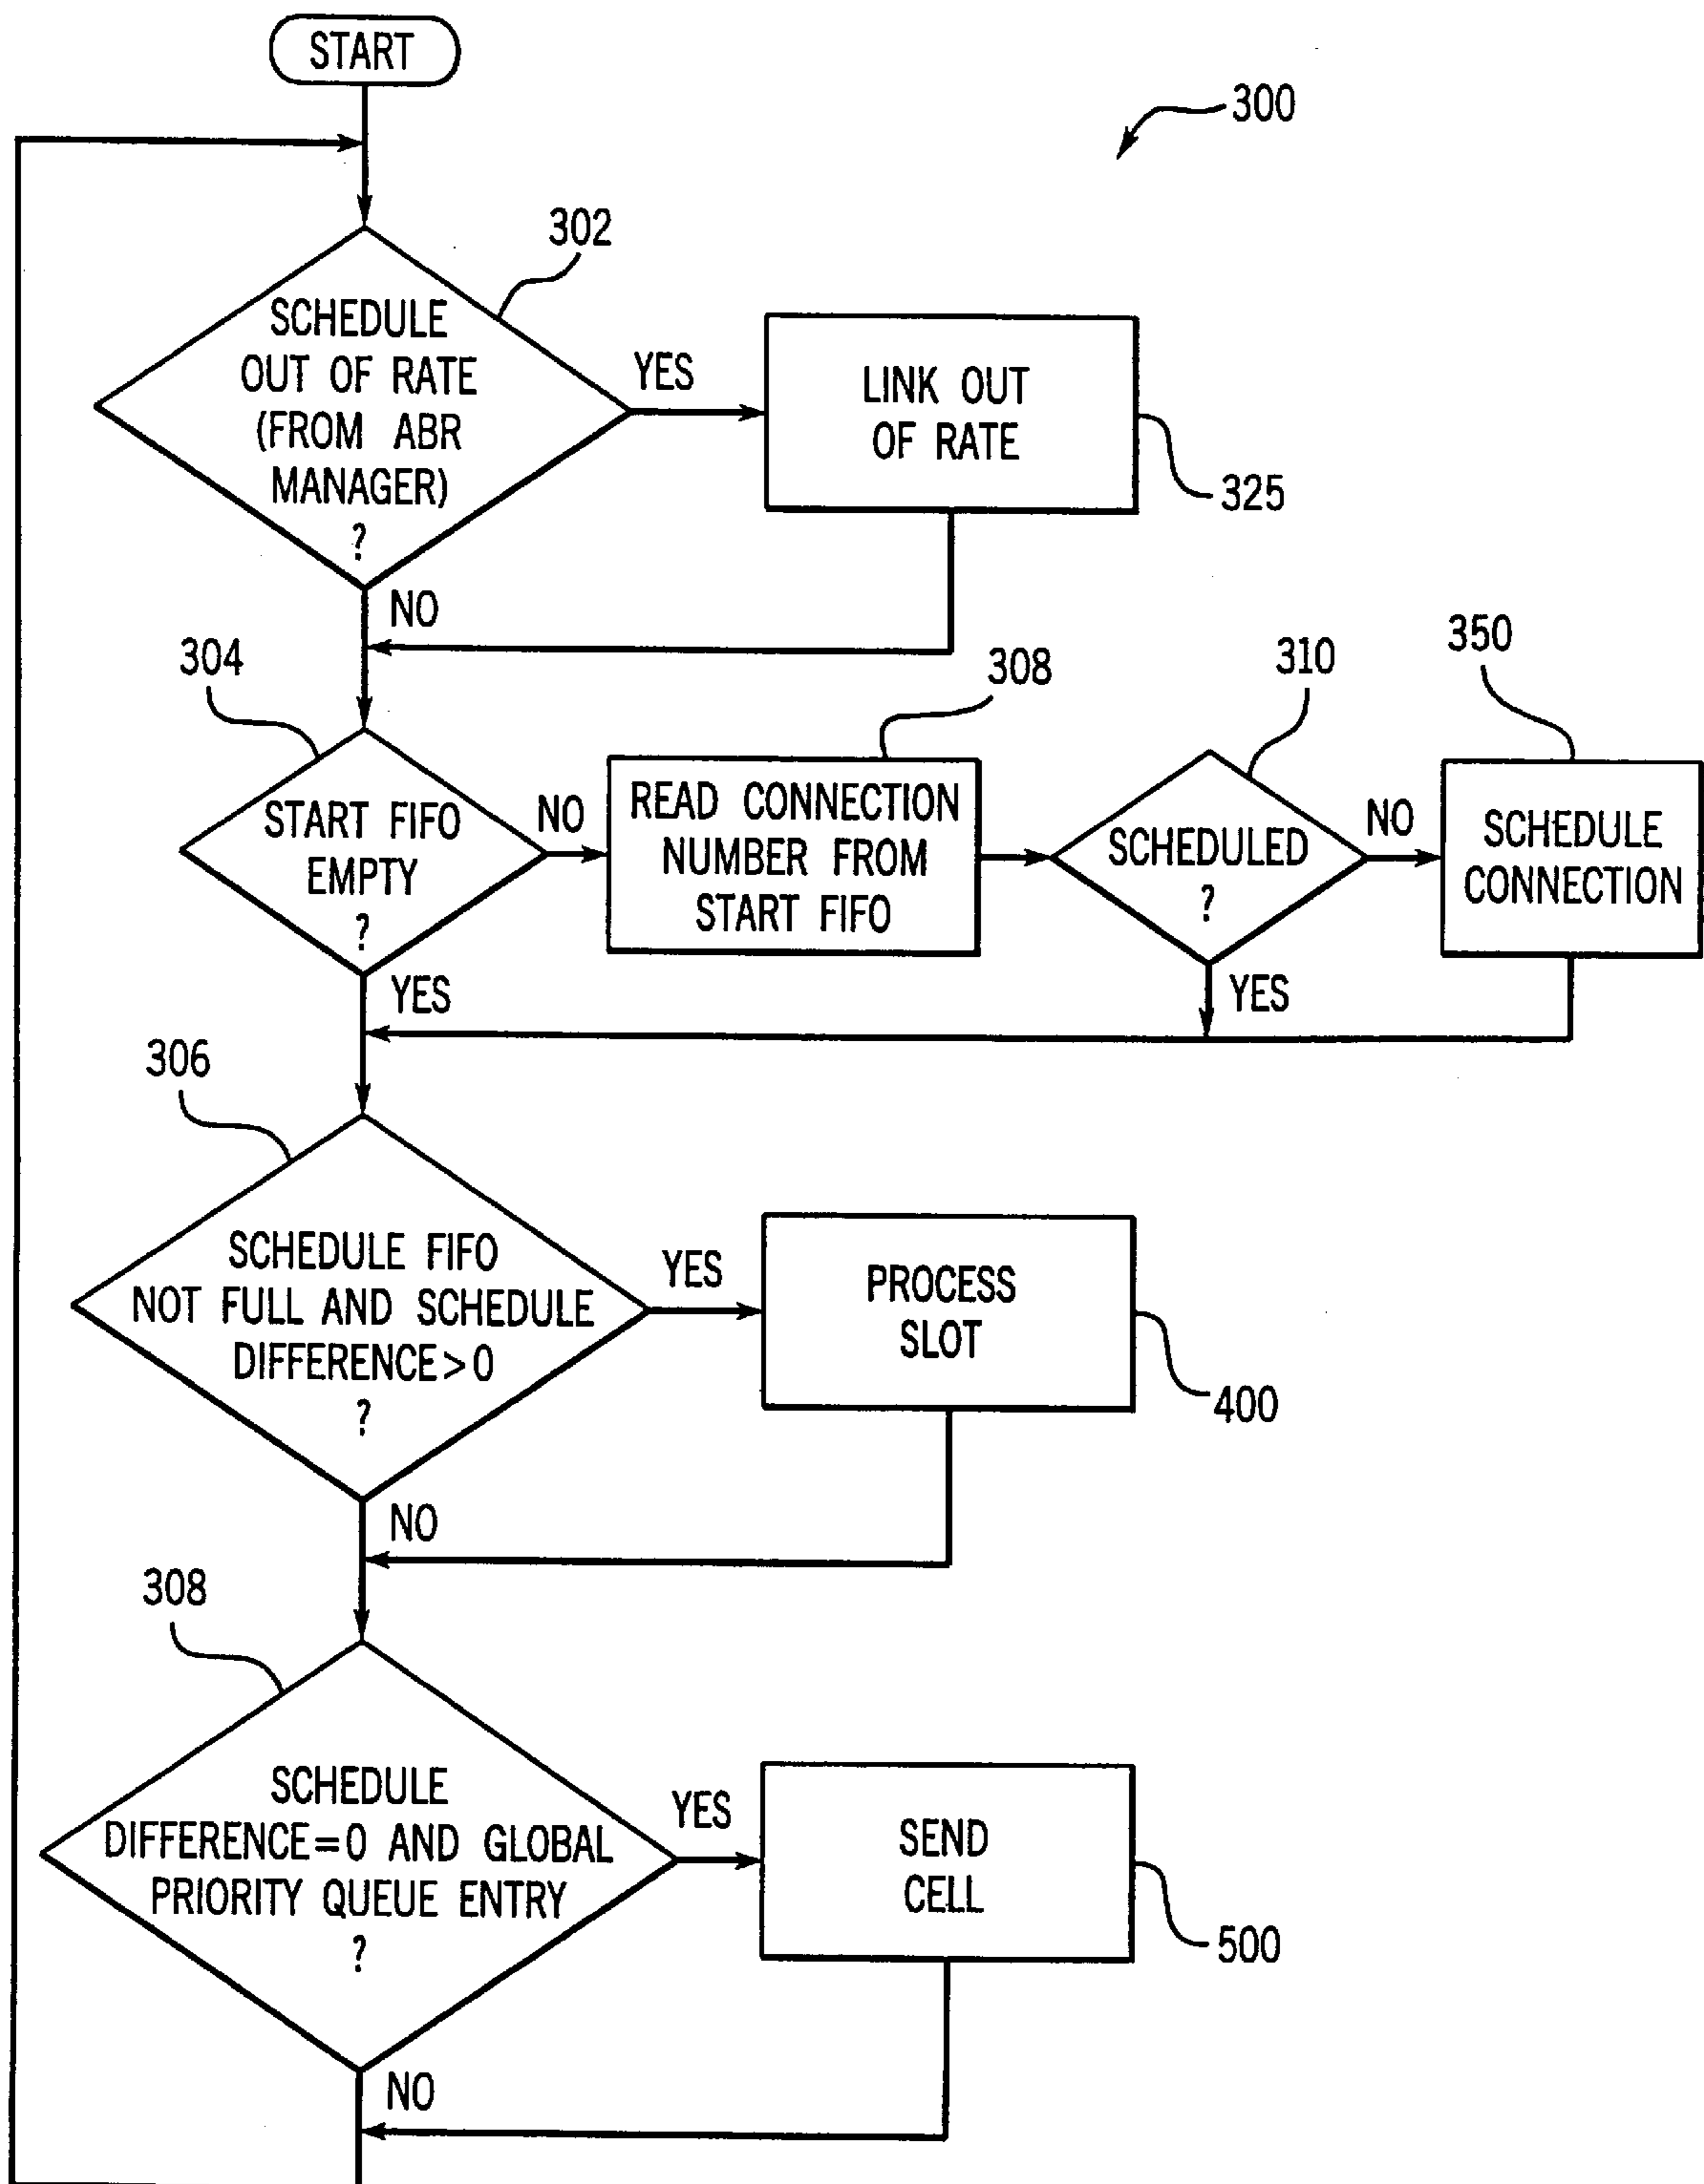 START
300
302
SCHEDULE
OUT OF RATE
(FROM ABR
MANAGER)
?
YES
LINK OUT
OF RATE
325
NO
304
START FIFO
EMPTY
?
NO
308
READ CONNECTION
NUMBER FROM
START FIFO
310
SCHEDULED
?
NO
350
SCHEDULE
CONNECTION
YES
YES
306
SCHEDULE FIFO
NOT FULL AND SCHEDULE
DIFFERENCE>0
?
YES
PROCESS
SLOT
400
NO
308
SCHEDULE
DIFFERENCE=0 AND GLOBAL
PRIORITY QUEUE ENTRY
?
YES
SEND
CELL
500
NO